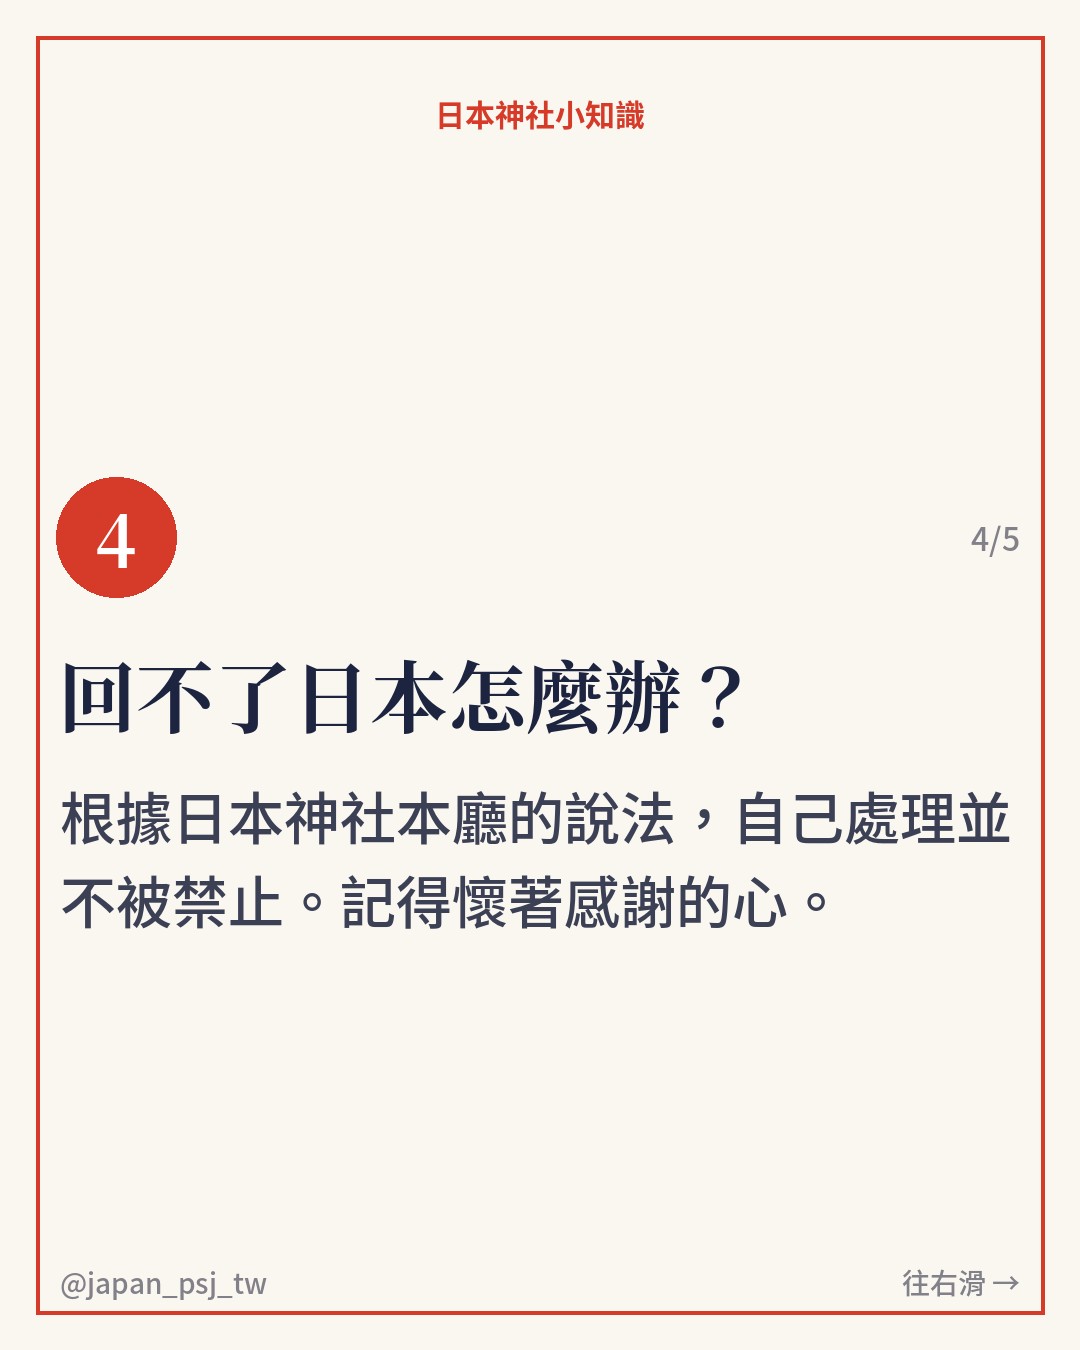 日本神社小知識
4
4/5
回不了日本怎麼辦？
根據日本神社本廳的說法，自己處理並
不被禁止。記得懷著感謝的心。
@japan_psj_tw
往右滑 →